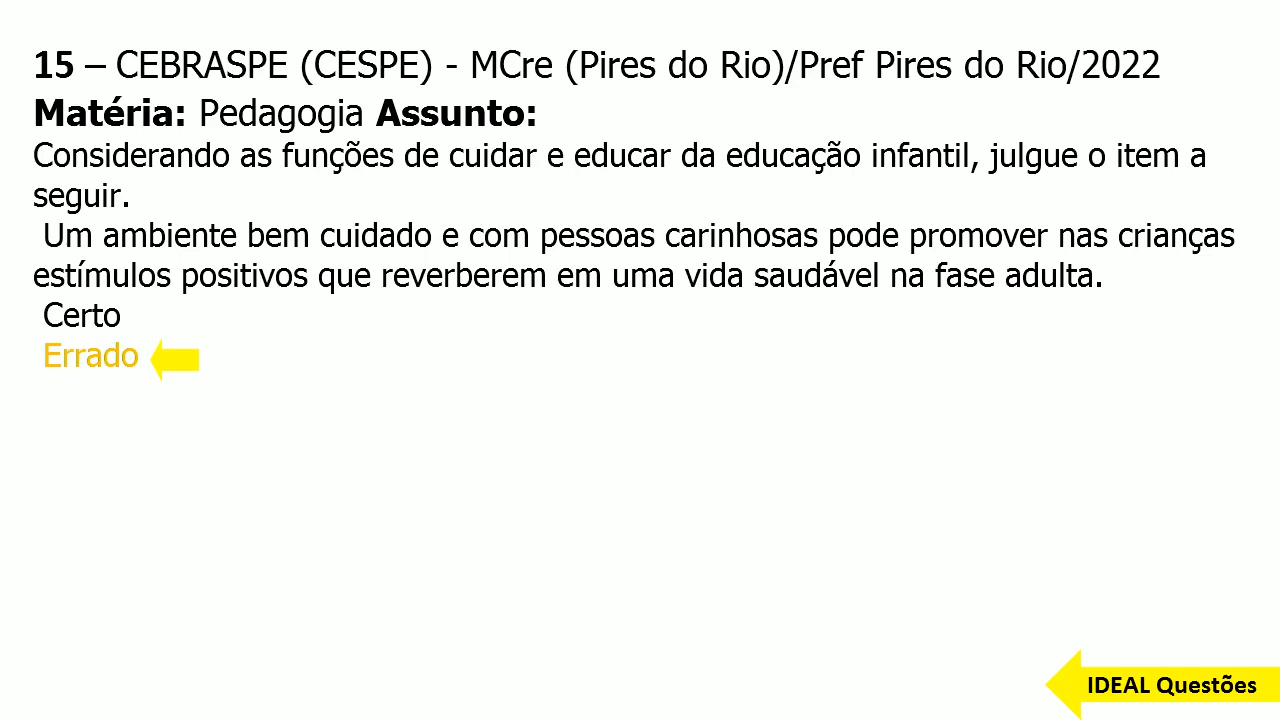 15 – CEBRASPE (CESPE) - MCre (Pires do Rio)/Pref Pires do Rio/2022
Matéria: Pedagogia Assunto:
Considerando as funções de cuidar e educar da educação infantil, julgue o item a
seguir.
Um ambiente bem cuidado e com pessoas carinhosas pode promover nas crianças
estímulos positivos que reverberem em uma vida saudável na fase adulta.
Certo
Errado
IDEAL Questões